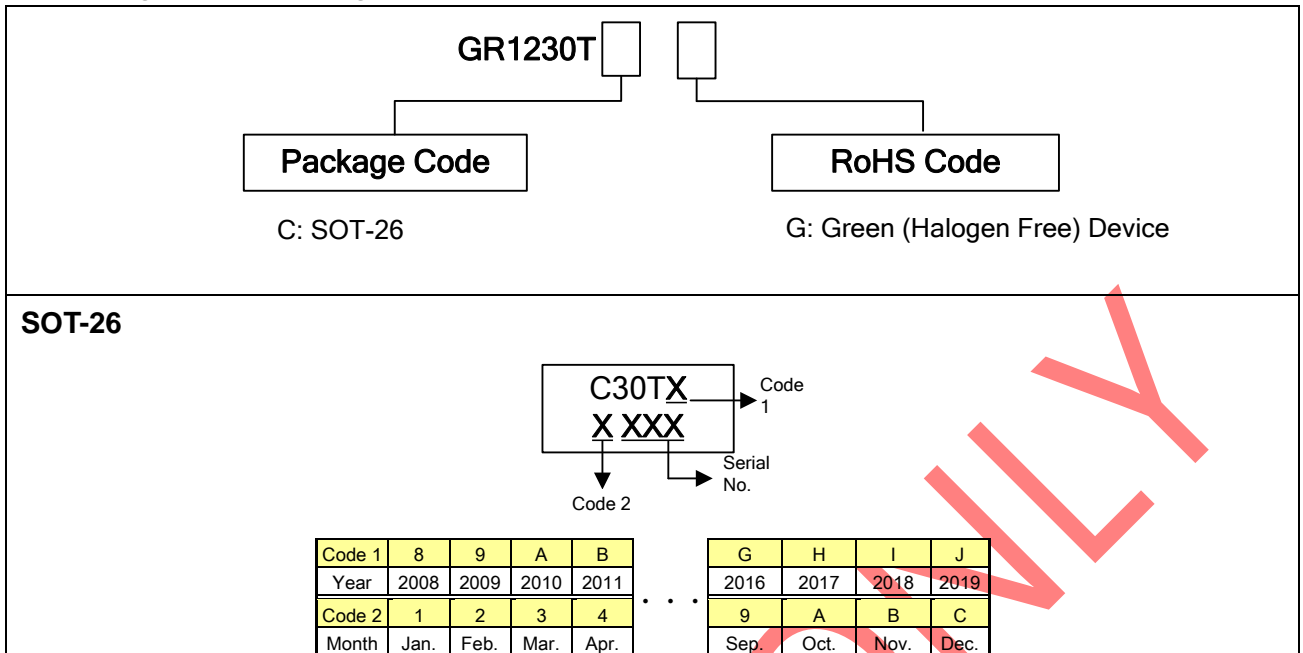 GR1230T
Package Code
RoHS Code
C: SOT-26
G: Green (Halogen Free) Device
SOT-26
C30TX
Code
1
X XXX
Serial
No.
Code 2
Code 1 8 9 A B G H I J
Year 2008 2009 2010 2011 . . . 2016 2017 2018 2019
Code 2 1 2 3 4 9 A B C
Month Jan. Feb. Mar. Apr. Sep. Oct. Nov. Dec.
NLY